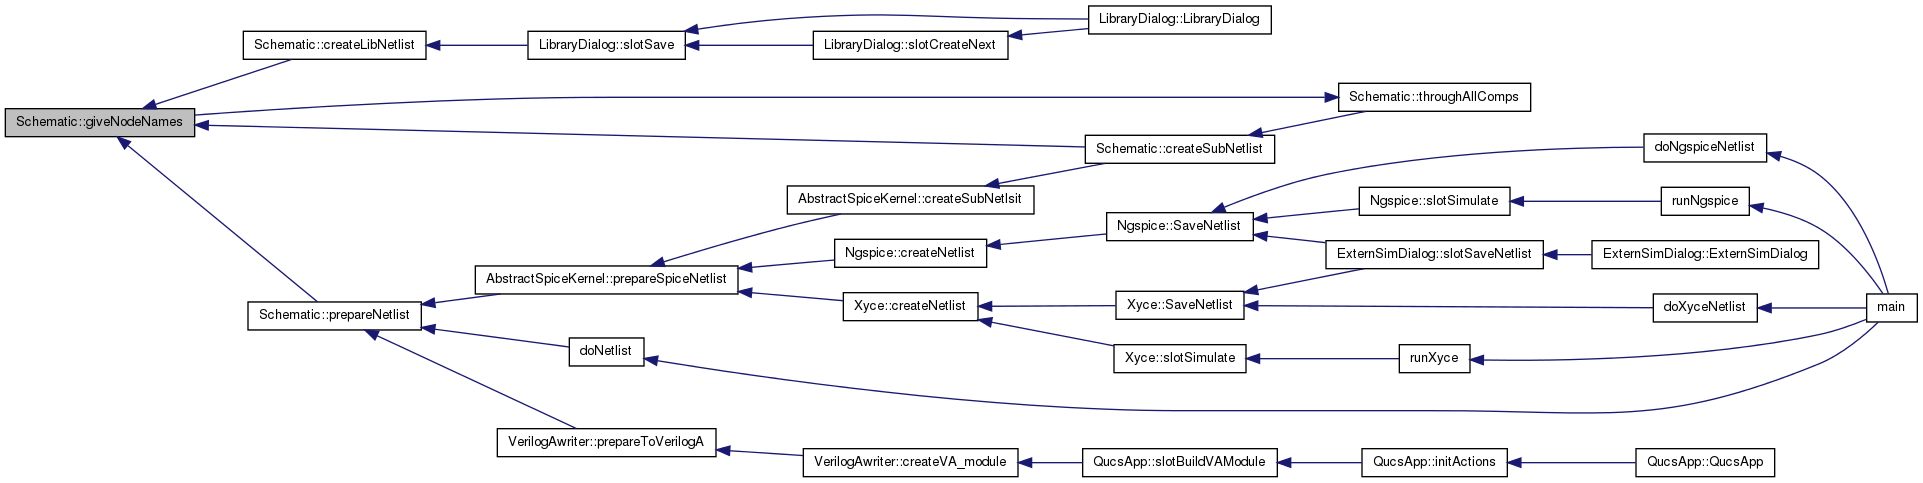 LibraryDialog::LibraryDialog
Schematic::createLibNetlist
LibraryDialog::slotSave
LibraryDialog::slotCreateNext
Schematic::throughAllComps
Schematic::giveNodeNames
Schematic::createSubNetlist
doNgspiceNetlist
AbstractSpiceKernel::createSubNetlsit
Ngspice::slotSimulate
runNgspice
Ngspice::SaveNetlist
Ngspice::createNetlist
ExternSimDialog::slotSaveNetlist
ExternSimDialog::ExternSimDialog
AbstractSpiceKernel::prepareSpiceNetlist
Xyce::createNetlist
Xyce::SaveNetlist
doXyceNetlist
main
Schematic::prepareNetlist
doNetlist
Xyce::slotSimulate
runXyce
VerilogAwriter::prepareToVerilogA
VerilogAwriter::createVA_module
QucsApp::slotBuildVAModule
QucsApp::initActions
QucsApp::QucsApp